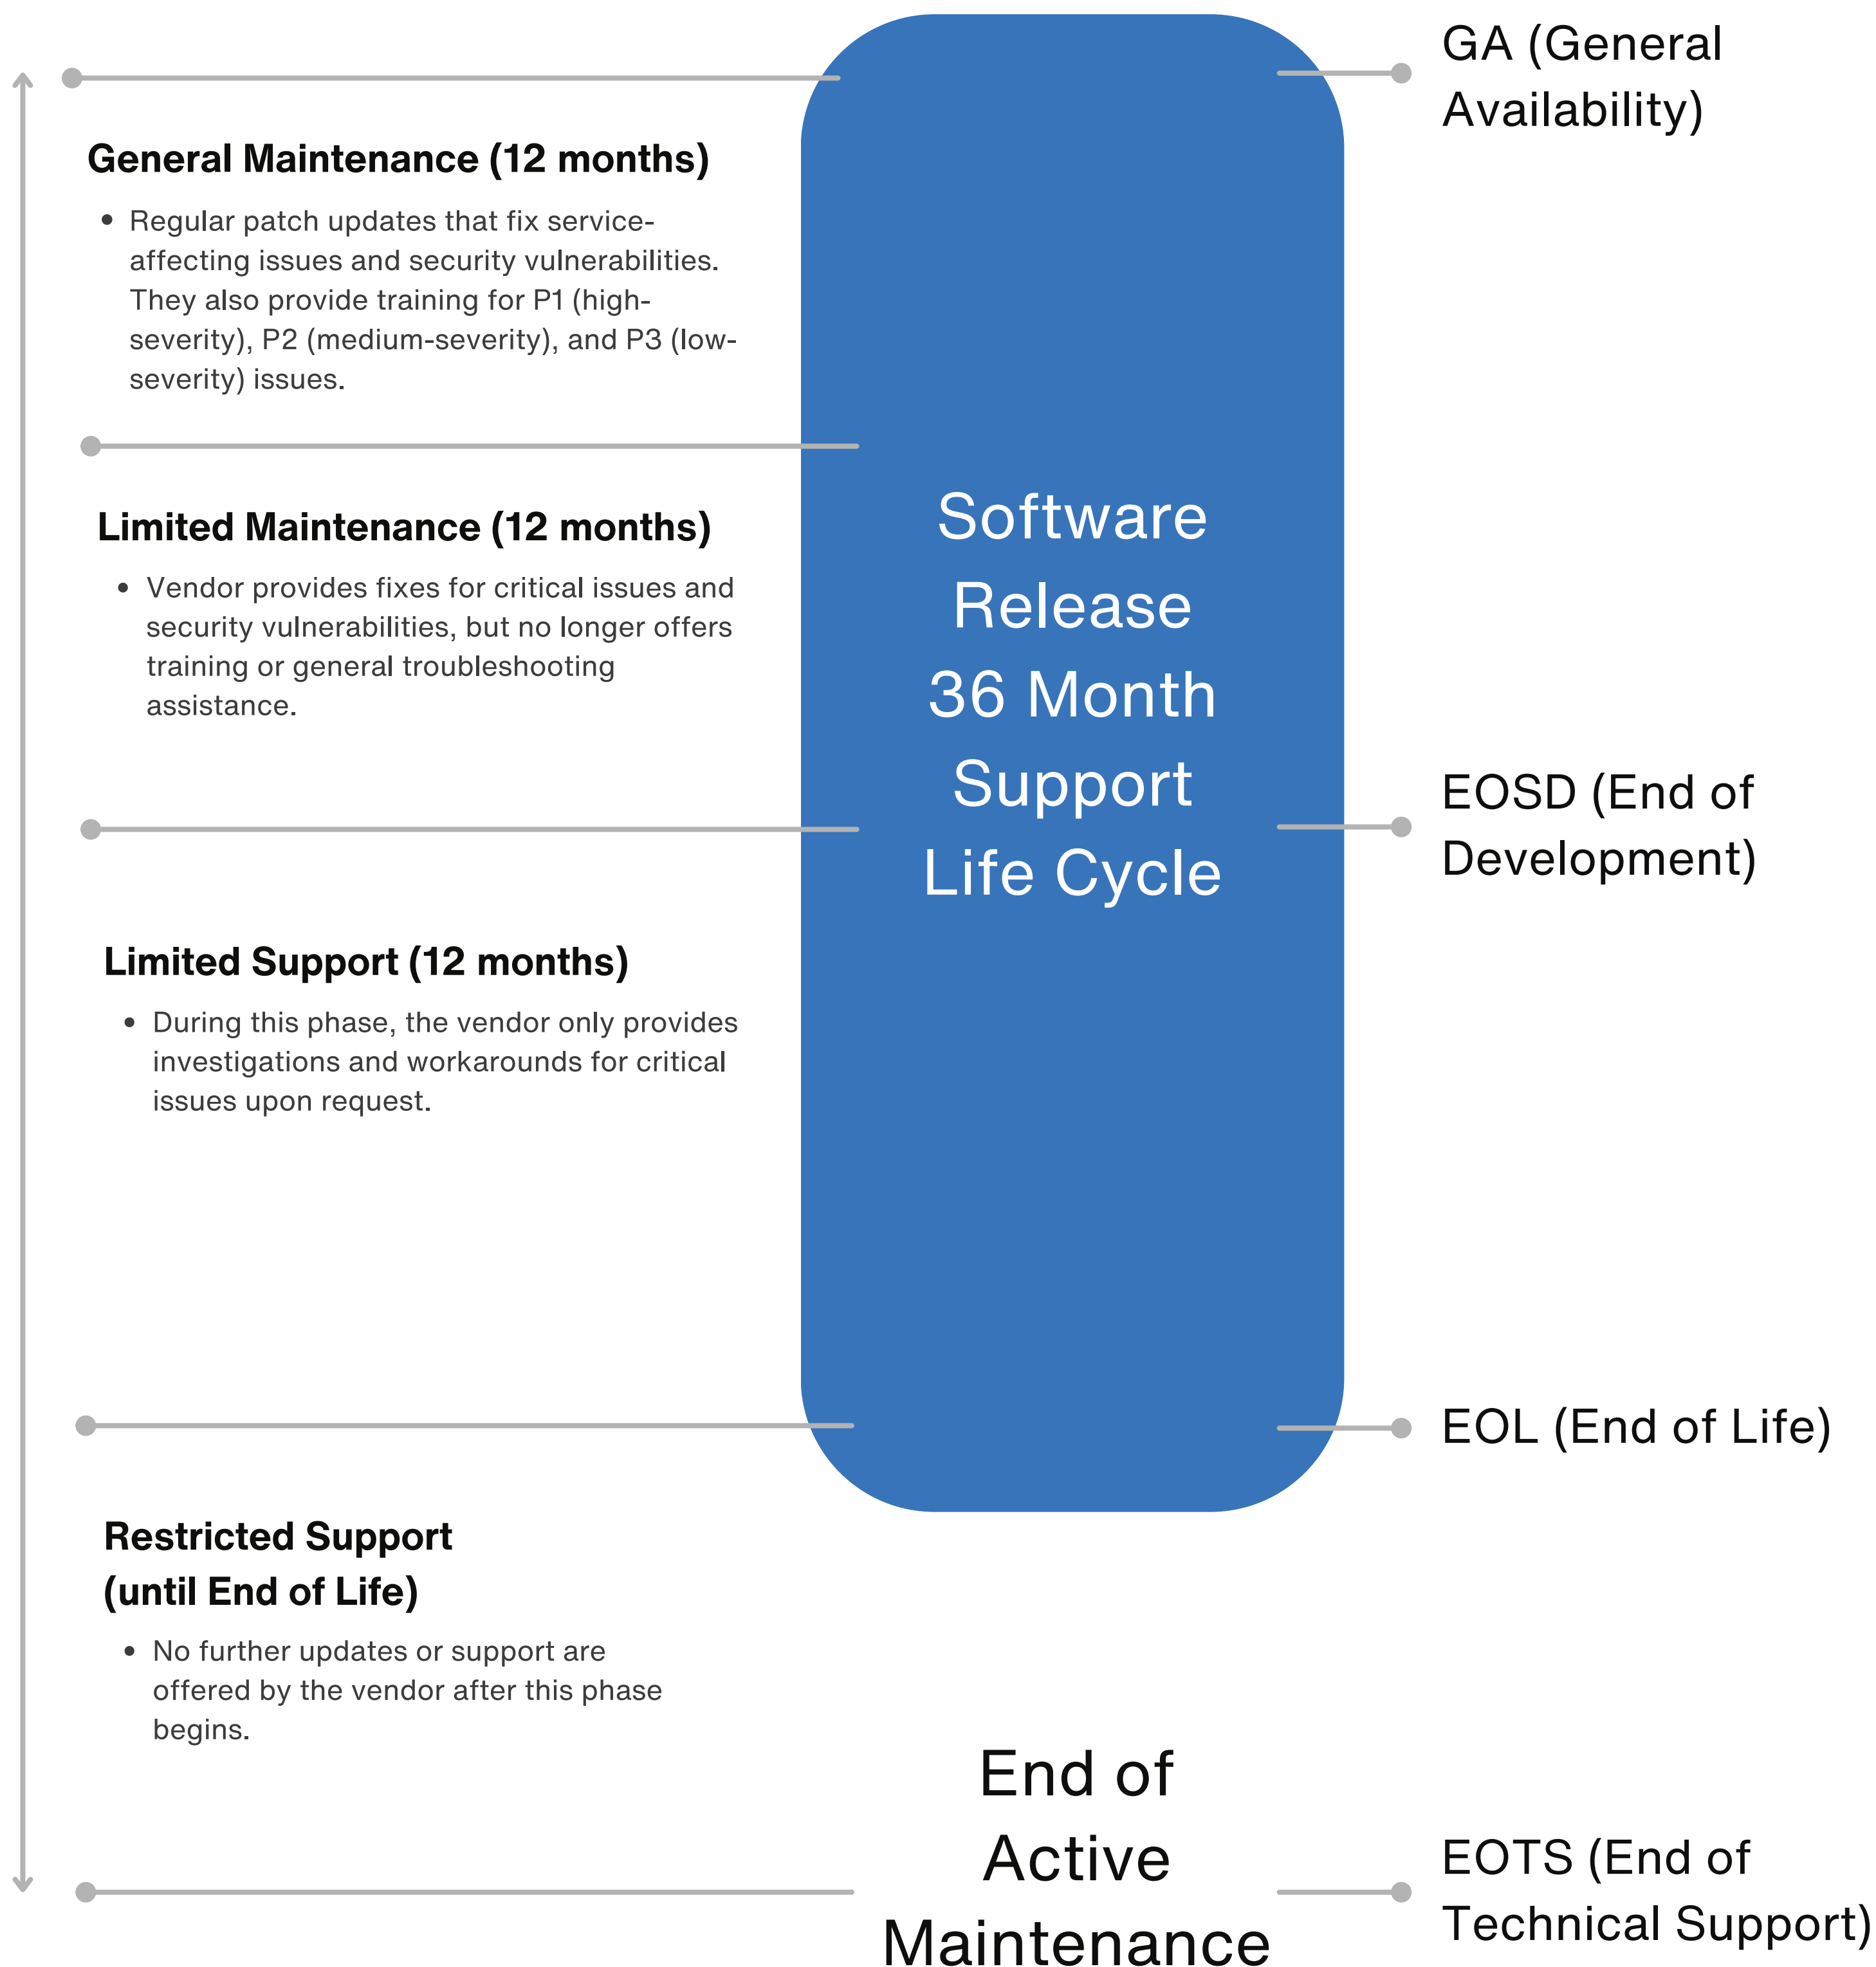 General Maintenance (12 months)
• Regular patch updates that fix service-
affecting issues and security vulnerabilities.
They also provide training for P1 (high-
severity), P2 (medium-severity), and P3 (low-
severity) issues.
Limited Maintenance (12 months)
• Vendor provides fixes for critical issues and
security vulnerabilities, but no longer offers
training or general troubleshooting
assistance.
Limited Support (12 months)
• During this phase, the vendor only provides
investigations and workarounds for critical
issues upon request.
Restricted Support
(until End of Life)
• No further updates or support are
offered by the vendor after this phase
begins.
Software
Release
36 Month
Support
Life Cycle
End of
Active
Maintenance
GA (General
Availability)
EOSD (End of
Development)
EOL (End of Life)
EOTS (End of
Technical Support)